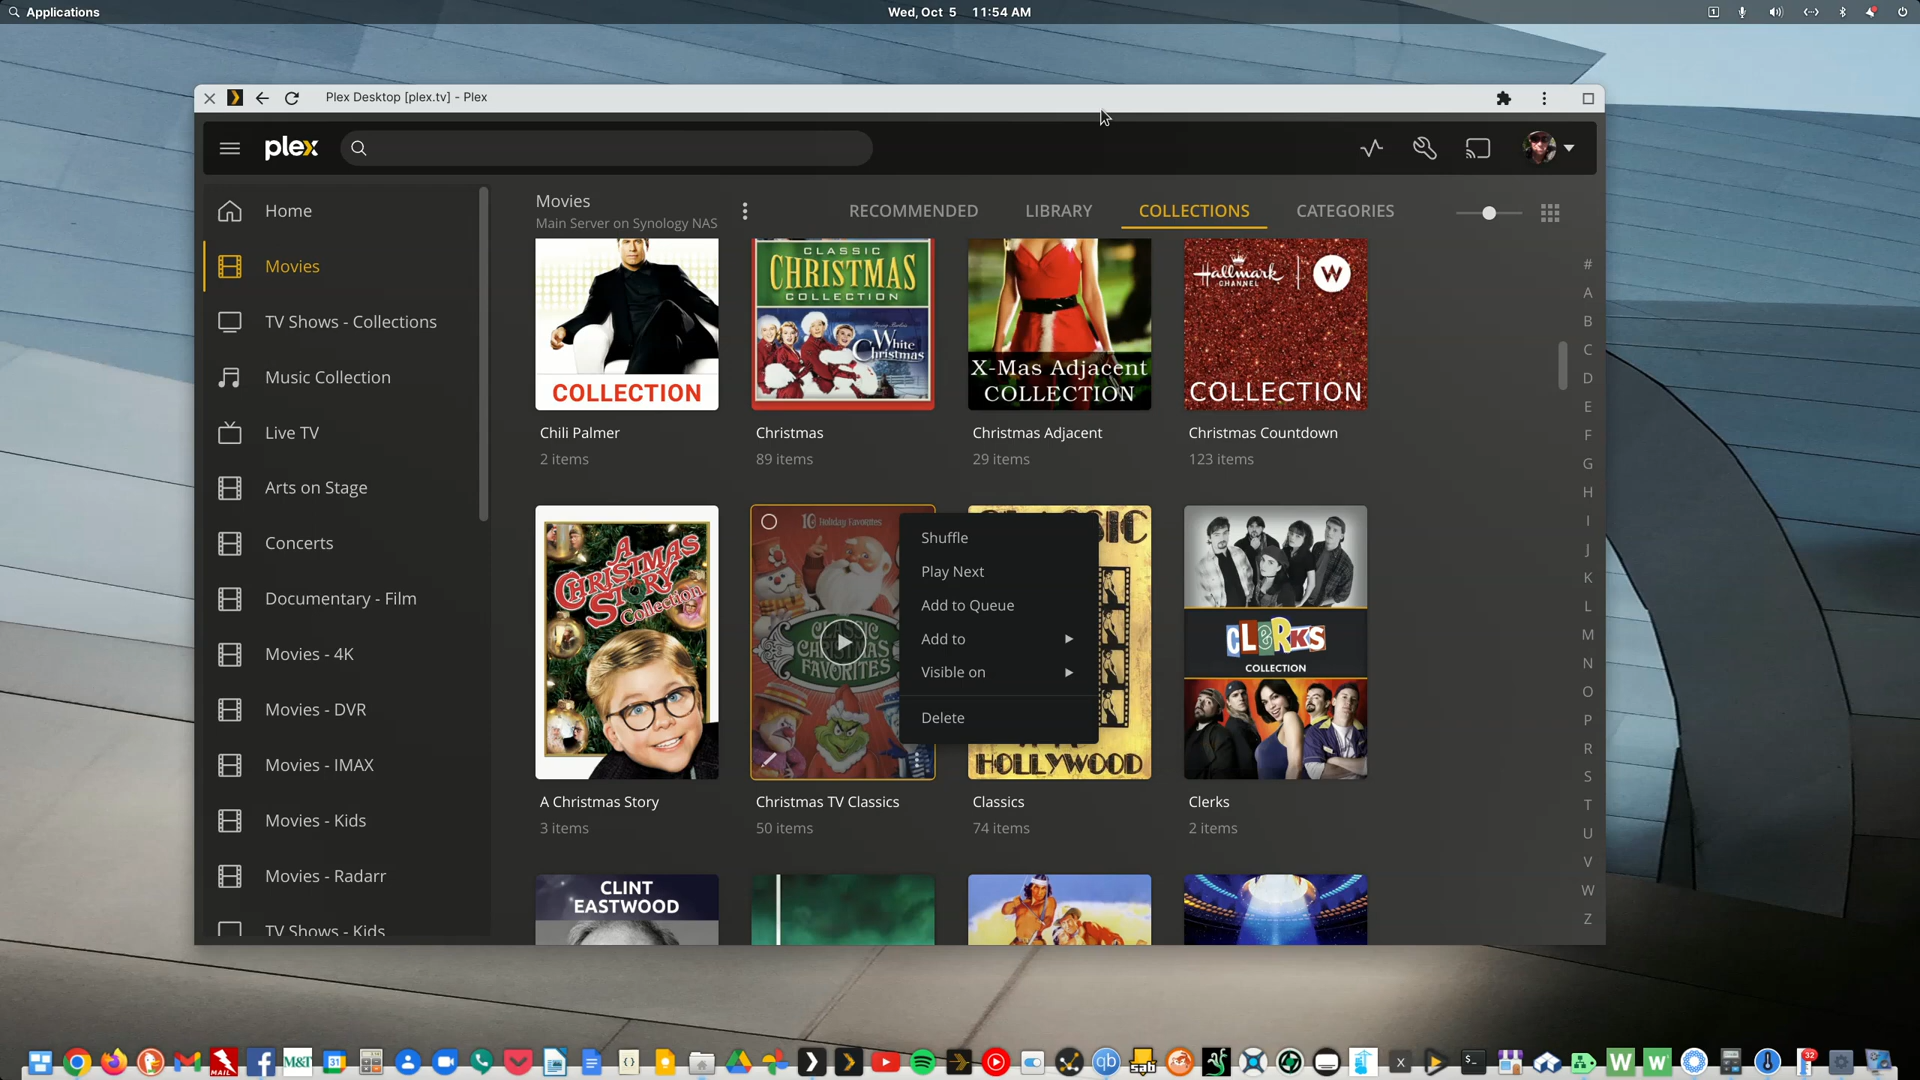 Applications
Wed, Oct 5 11:54 AM
Plex Desktop [plex.tv] - Plex
plex
Home
Movies
TV Shows - Collections
Music Collection
Live TV
Arts on Stage
Concerts
Documentary - Film
Movies - 4K
Movies - DVR
Movies - IMAX
Movies - Kids
Movies - Radarr
TV Shows - Kids
Movies
Main Server on Synology NAS
RECOMMENDED
LIBRARY
COLLECTIONS
CATEGORIES
COLLECTION
Chili Palmer
2 items
CLASSIC
CHRISTMAS
COLLECTION
White
Christmas
Christmas
89 items
X-Mas Adjacent
COLLECTION
Christmas Adjacent
29 items
Hallmark
CHANNEL
W
COLLECTION
Christmas Countdown
123 items
A
CHRISTMAS
STORY
Collection
A Christmas Story
3 items
10 Holiday Favorites
CLASSIC
CHRISTMAS
FAVORITES
Christmas TV Classics
50 items
Shuffle
Play Next
Add to Queue
Add to
Visible on
Delete
HOLLYWOOD
Classics
74 items
CLERKS
COLLECTION
Clerks
2 items
CLINT
EASTWOOD
#
A
B
C
D
E
F
G
H
I
J
K
L
M
N
O
P
R
S
T
U
V
W
Z
MAIL
M&T
31
{ }
qb
sab
X
W
W
32